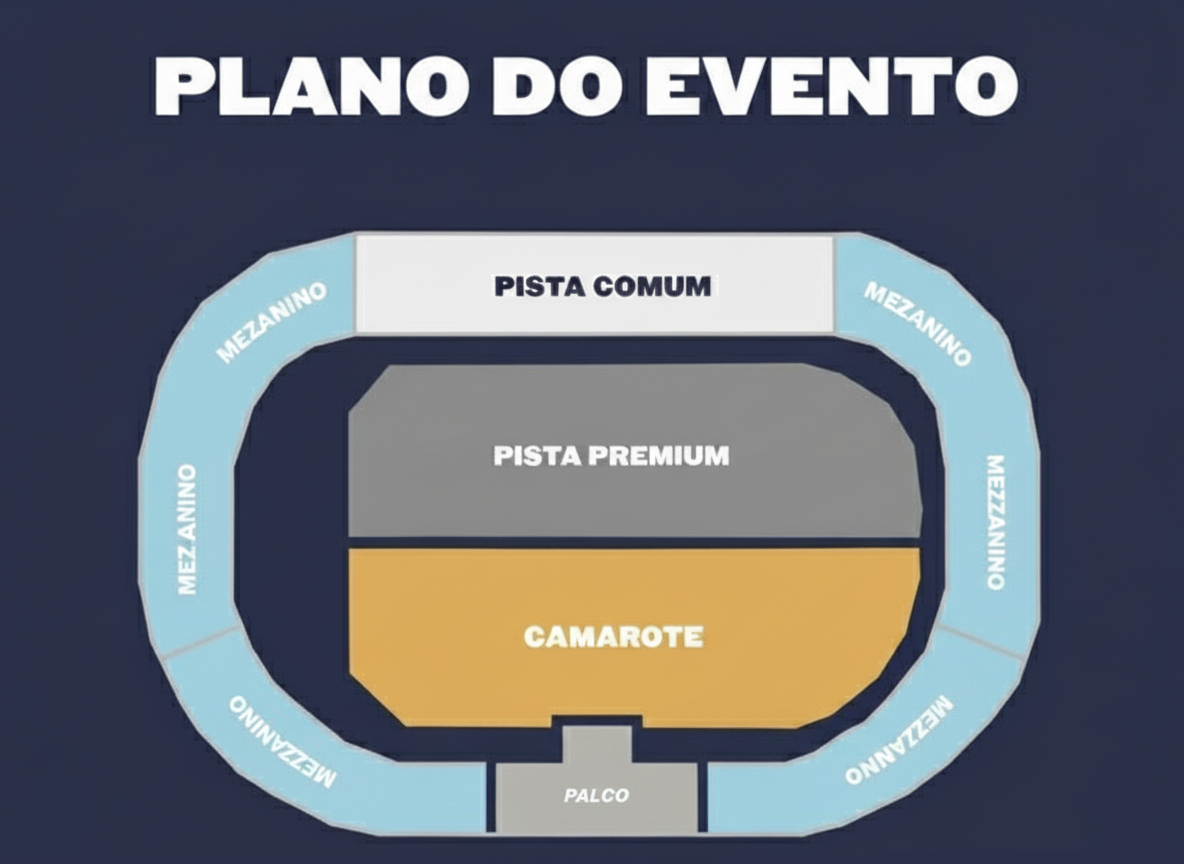 PLANO DO EVENTO
PISTA COMUM
MEZANINO
MEZANINO
PISTA PREMIUM
MEZANINO
MEZZANINO
CAMAROTE
MEZZANINO
MEZZANNO
PALCO